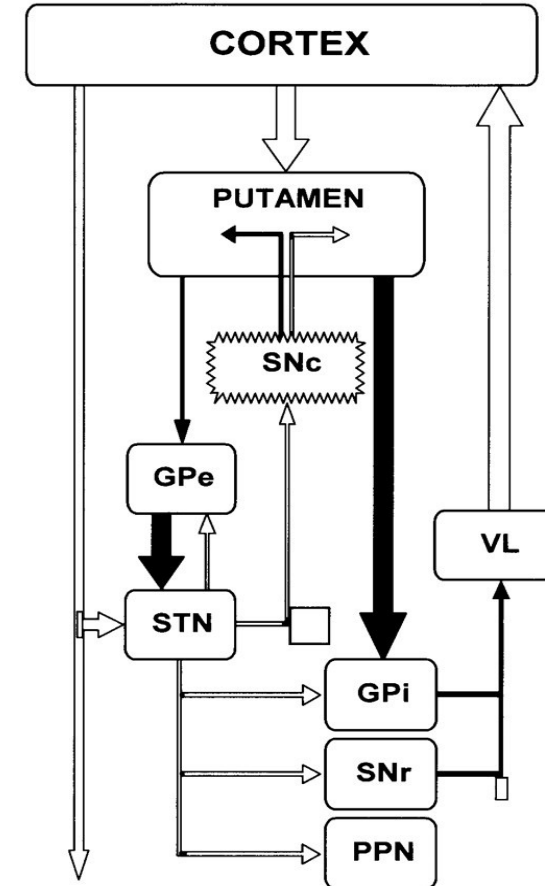 CORTEX
PUTAMEN
SNc
GPe
VL
STN
GPi
SNr
PPN